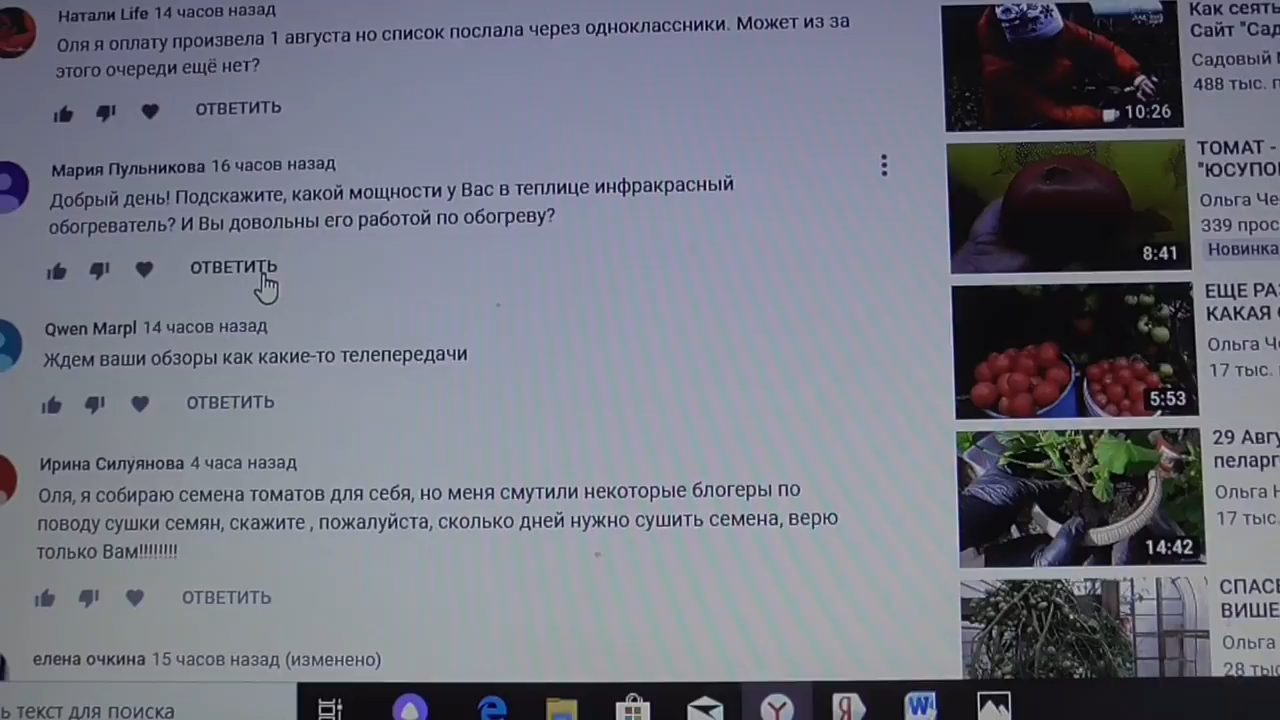 Натали Life 14 часов назад
Оля я оплату произвела 1 августа но список послала через одноклассники. Может из за
этого очереди ещё нет?
ОТВЕТИТЬ
Мария Пульникова 16 часов назад
Добрый день! Подскажите, какой мощности у Вас в теплице инфракрасный
обогреватель? И Вы довольны его работой по обогреву?
ОТВЕТИТЬ
Qwen Marpl 14 часов назад
Ждем ваши обзоры как какие-то телепередачи
ОТВЕТИТЬ
Ирина Силуянова 4 часа назад
Оля, я собираю семена томатов для себя, но меня смутили некоторые блогеры по
поводу сушки семян, скажите , пожалуйста, сколько дней нужно сушить семена, верю
только Вам!!!!!!!!
ОТВЕТИТЬ
елена очкина 15 часов назад (изменено)
ь текст для поиска
10:26
Как сеять
Сайт "Сад
Садовый
488 тыс.
8:41
ТОМАТ -
"ЮСУПО
Ольга Че
339 прос
Новинка
5:53
ЕЩЕ РА
КАКАЯ
Ольга Че
17 тыс.
14:42
29 Авгу
пеларг
Ольга Н
17 тыс.
СПАСЕ
ВИШЕ
Ольга
28 тыс